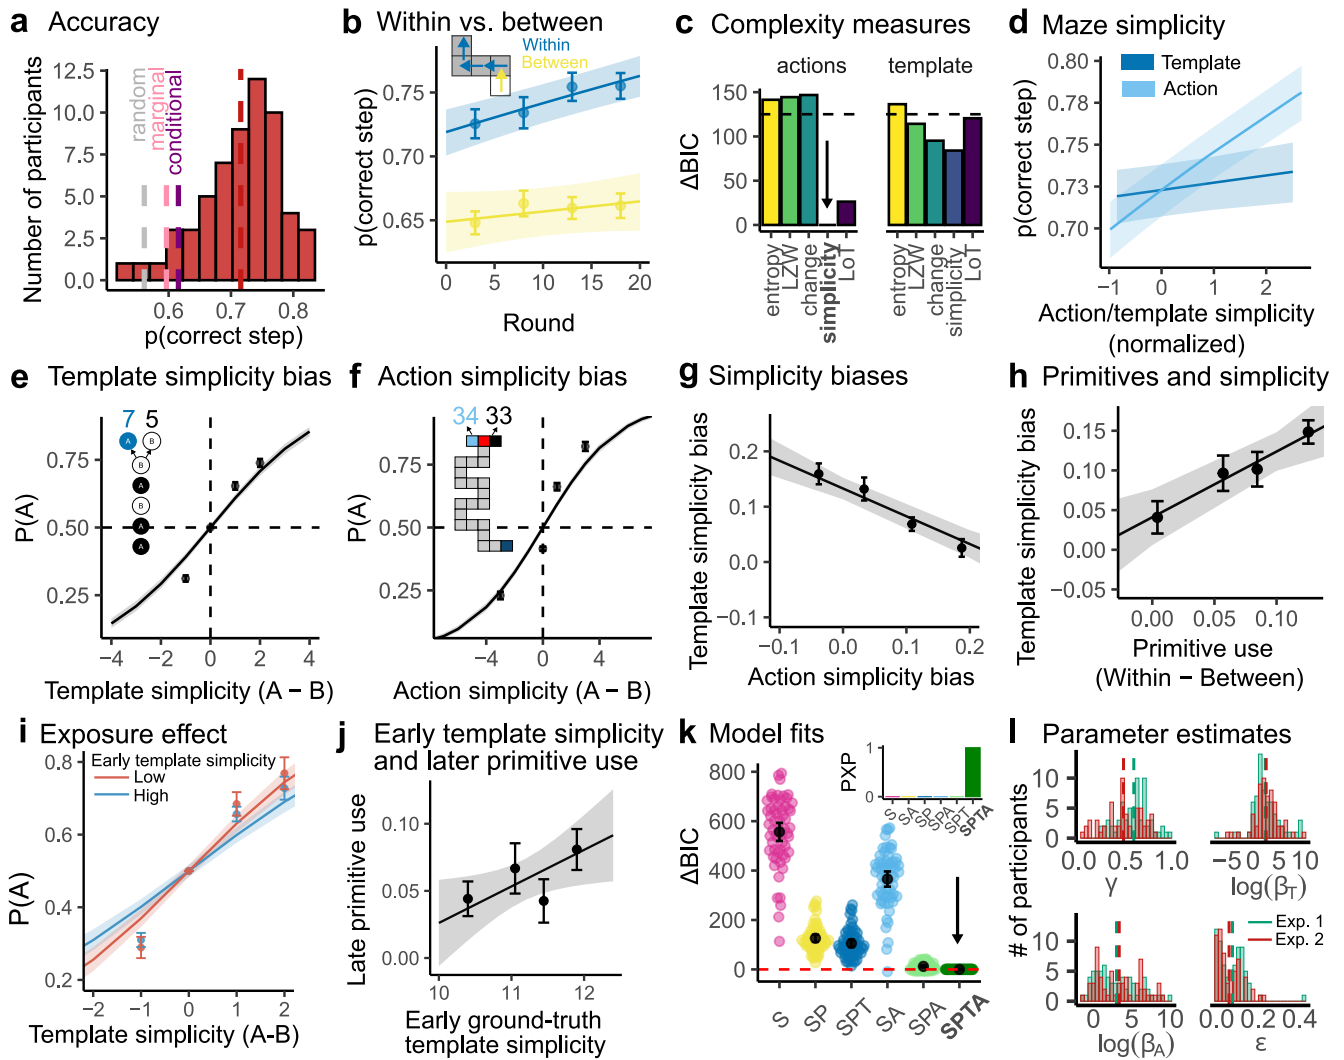 a Accuracy
Number of participants
12.5
10.0
7.5
5.0
2.5
0.0
random
marginal
conditional
0.6
0.7
0.8
p(correct step)
b Within vs. between
Within
Between
p(correct step)
0.75
0.70
0.65
0
5
10
15
20
Round
c Complexity measures
actions
template
ΔBIC
150
100
50
0
entropy
LZW
change
simplicity
LoT
entropy
LZW
change
simplicity
LoT
d Maze simplicity
Template
Action
p(correct step)
0.80
0.78
0.75
0.73
0.70
−1
0
1
2
Action/template simplicity
(normalized)
e Template simplicity bias
7 5
A B
B
A
B
A
A
P(A)
0.75
0.50
0.25
−4
−2
0
2
4
Template simplicity (A − B)
f Action simplicity bias
34 33
P(A)
0.75
0.50
0.25
−4
0
4
Action simplicity (A − B)
g Simplicity biases
Template simplicity bias
0.2
0.1
0.0
−0.1
−0.1
0.0
0.1
0.2
Action simplicity bias
h Primitives and simplicity
Template simplicity bias
0.15
0.10
0.05
0.00
−0.05
0.00
0.05
0.10
Primitive use
(Within − Between)
i Exposure effect
Early template simplicity
Low
High
P(A)
0.8
0.6
0.4
0.2
−2
−1
0
1
2
Template simplicity (A-B)
j Early template simplicity
and later primitive use
Late primitive use
0.10
0.05
0.00
10
11
12
Early ground-truth
template simplicity
k Model fits
ΔBIC
800
600
400
200
0
S
SP
SPT
SA
SPA
SPTA
PXP
1
0
S
SA
SP
SPA
SPT
SPTA
l Parameter estimates
# of participants
10
5
0
0.0
0.5
1.0
γ
−5
0
5
10
log(β_T)
10
5
0
0
5
10
log(β_A)
Exp. 1
Exp. 2
0.0
0.2
0.4
ε